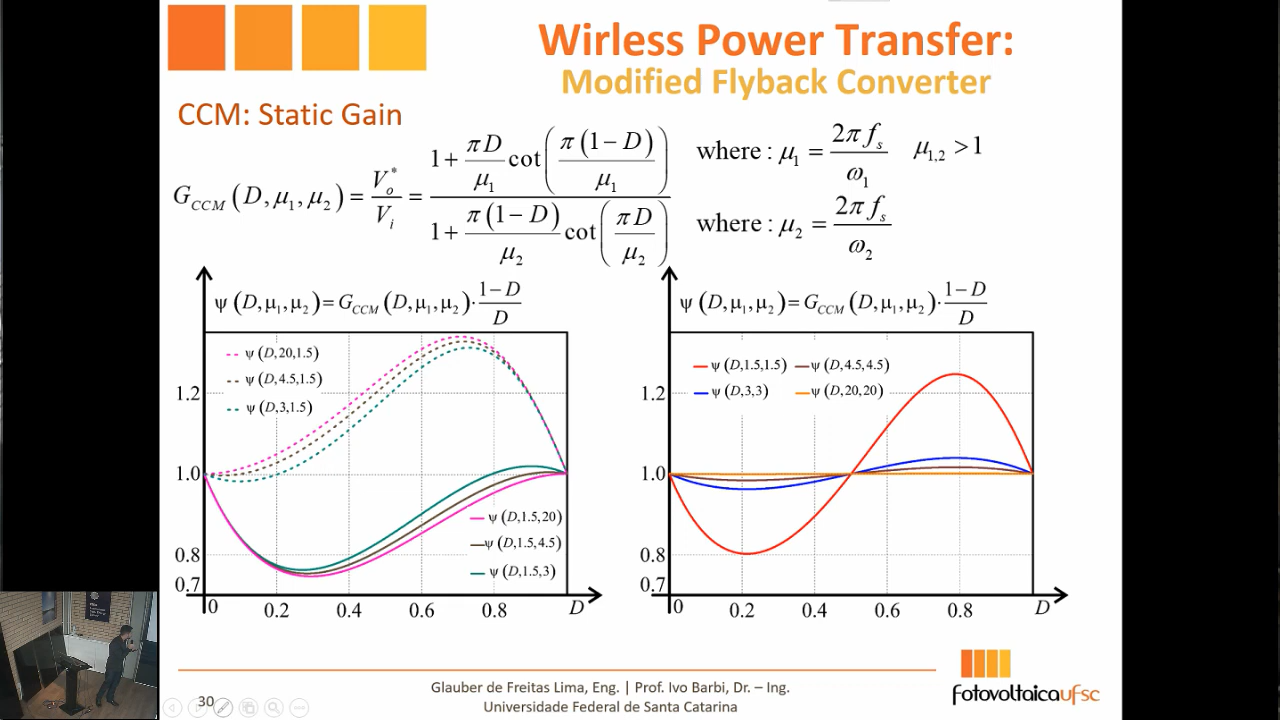 Wirless Power Transfer:
Modified Flyback Converter
CCM: Static Gain
G_CCM (D, μ₁, μ₂) = V_o^* / V_i = (1 + (πD / μ₁) cot(π(1 − D) / μ₁)) / (1 + (π(1 − D) / μ₂) cot(πD / μ₂))
where : μ₁ = 2π f_s / ω₁   μ₁,₂ > 1
where : μ₂ = 2π f_s / ω₂
ψ (D, μ₁, μ₂) = G_CCM (D, μ₁, μ₂) · (1−D) / D
ψ (D,20,1.5)
ψ (D,4.5,1.5)
ψ (D,3,1.5)
1.2
1.0
0.8
0.7
ψ (D,1.5,20)
ψ (D,1.5,4.5)
ψ (D,1.5,3)
0 0.2 0.4 0.6 0.8 D
ψ (D, μ₁, μ₂) = G_CCM (D, μ₁, μ₂) · (1−D) / D
ψ (D,1.5,1.5) ψ (D,4.5,4.5)
ψ (D,3,3) ψ (D,20,20)
1.2
1.0
0.8
0.7
0 0.2 0.4 0.6 0.8 D
30
Glauber de Freitas Lima, Eng. | Prof. Ivo Barbi, Dr. – Ing.
Universidade Federal de Santa Catarina
fotovoltaicaufsc